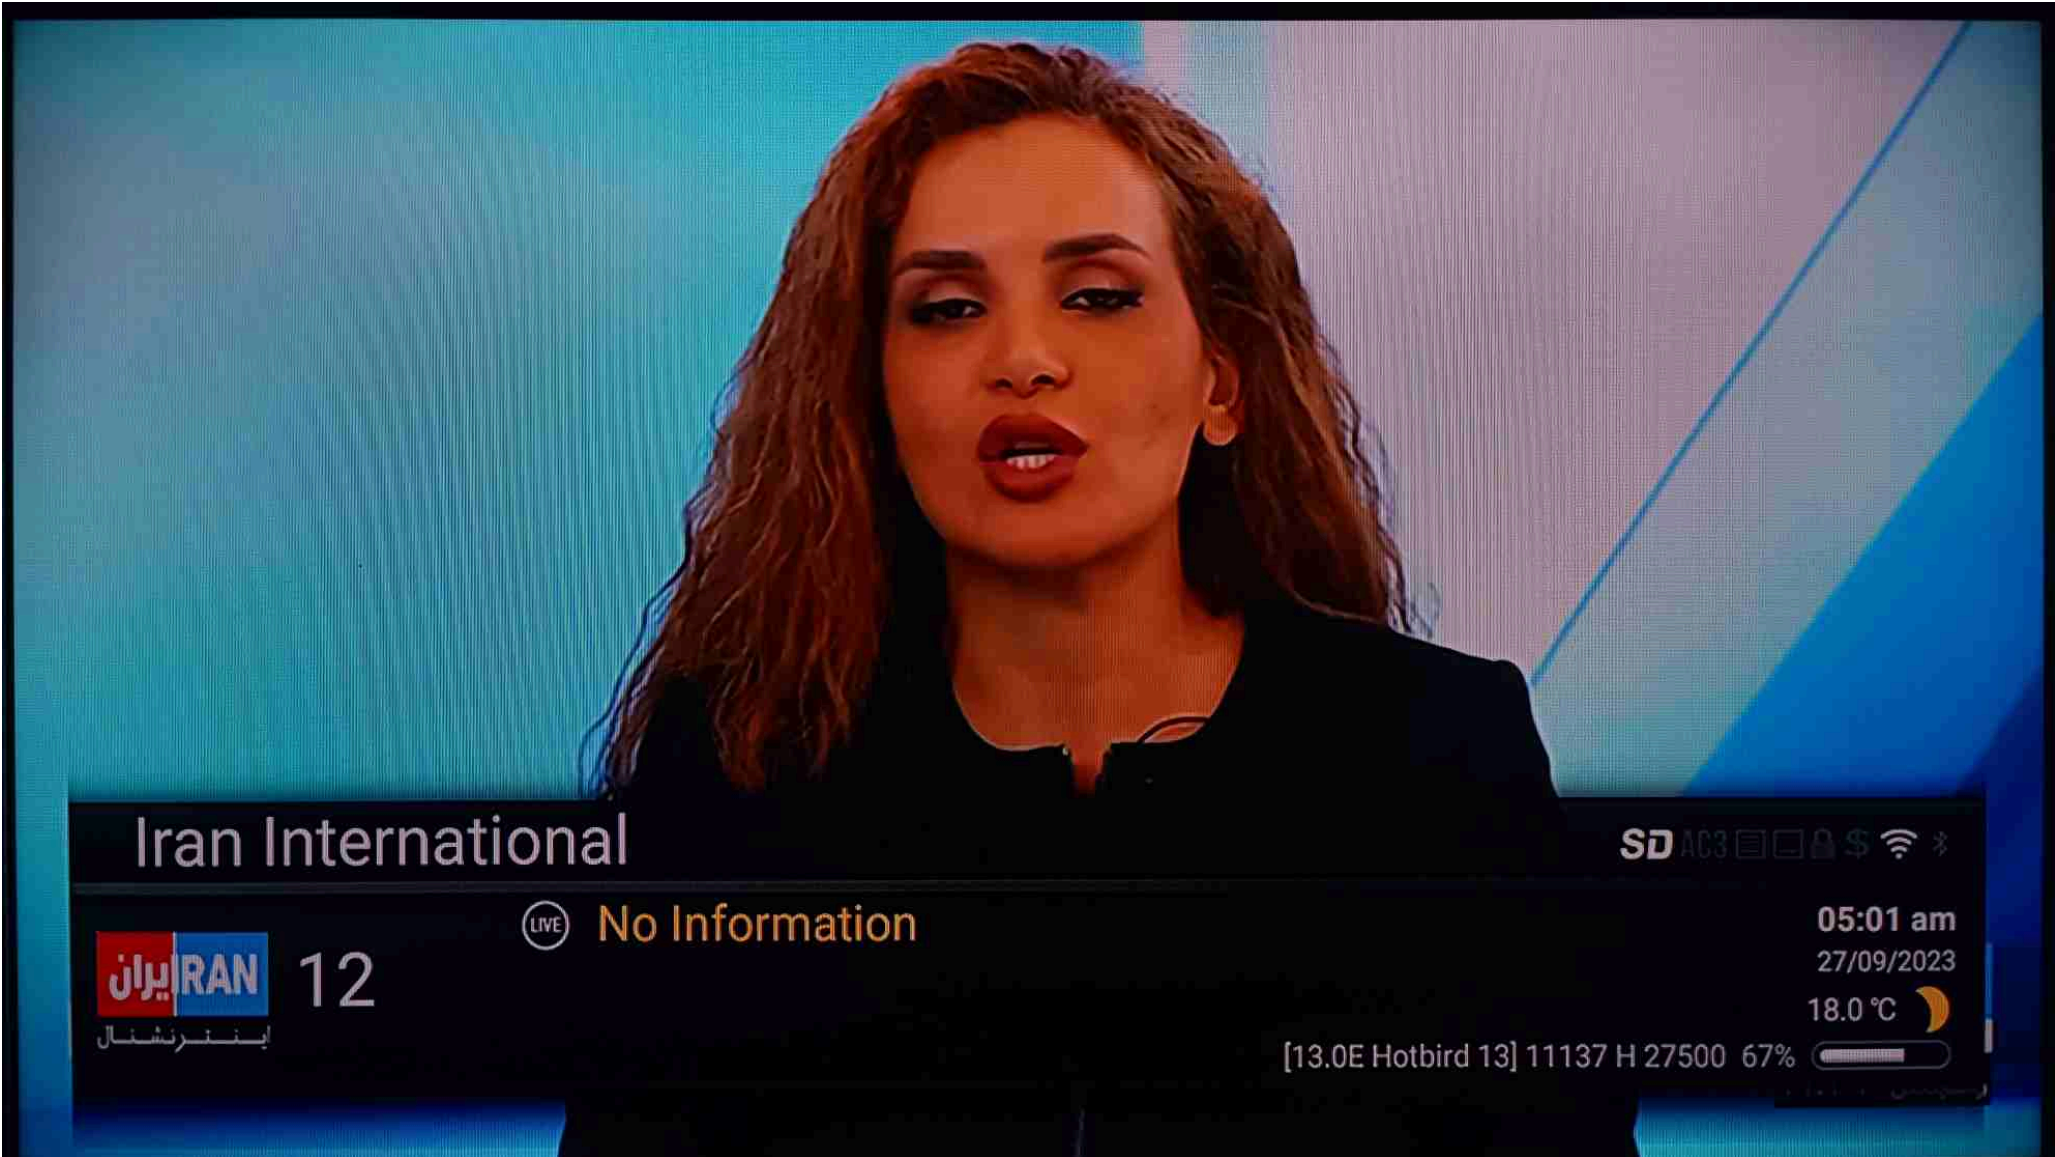 Iran International
SD AC3 $
LIVE No Information
05:01 am
27/09/2023
ایران IRAN 12
18.0 °C
اینترنشنال
[13.0E Hotbird 13] 11137 H 27500 67%